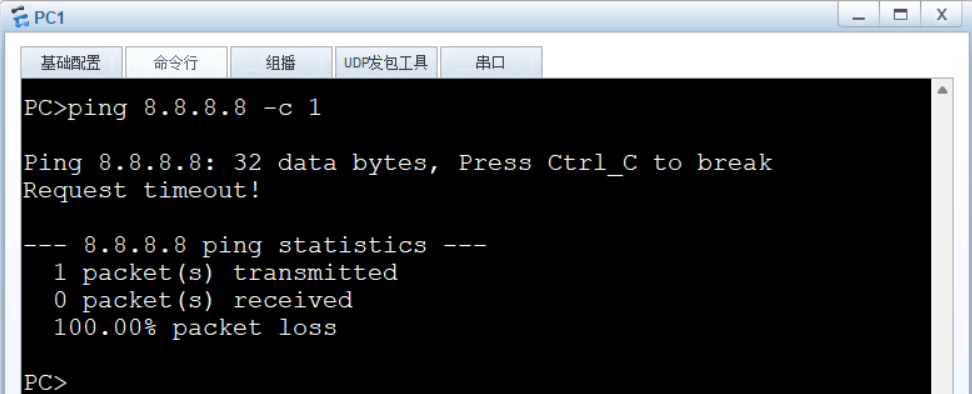 PC1
基础配置 命令行 组播 UDP发包工具 串口
PC>ping 8.8.8.8 -c 1
Ping 8.8.8.8: 32 data bytes, Press Ctrl_C to break
Request timeout!
--- 8.8.8.8 ping statistics ---
1 packet(s) transmitted
0 packet(s) received
100.00% packet loss
PC>